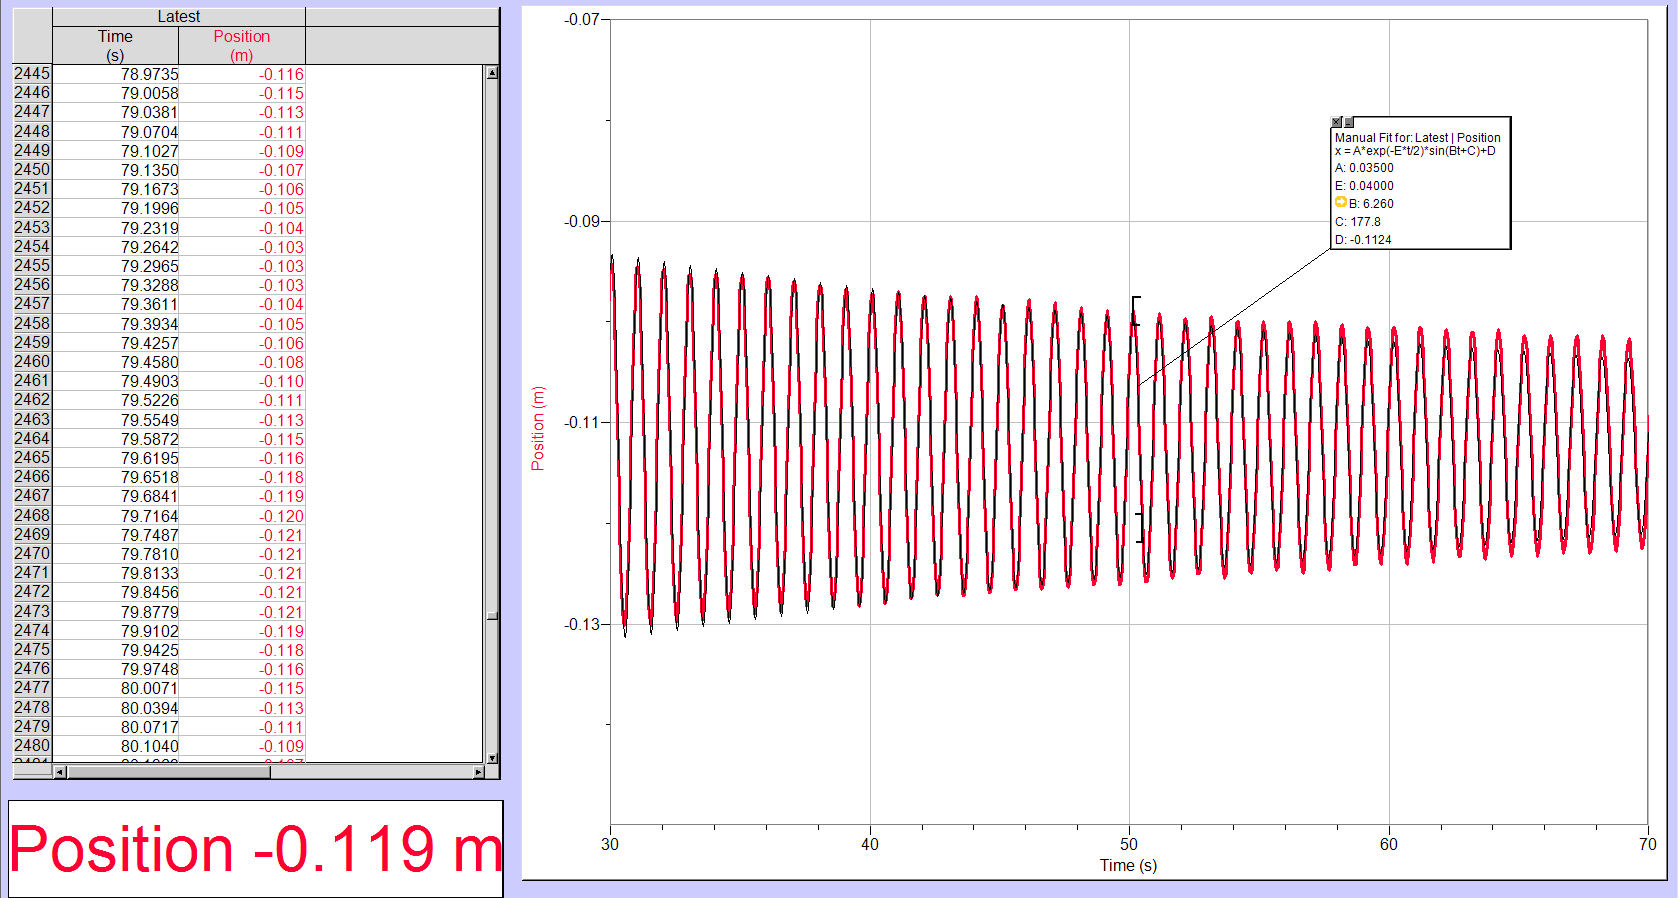 Latest
Time Position
(s) (m)
2445 78.9735 -0.116
2446 79.0058 -0.115
2447 79.0381 -0.113
2448 79.0704 -0.111
2449 79.1027 -0.109
2450 79.1350 -0.107
2451 79.1673 -0.106
2452 79.1996 -0.105
2453 79.2319 -0.104
2454 79.2642 -0.103
2455 79.2965 -0.103
2456 79.3288 -0.103
2457 79.3611 -0.104
2458 79.3934 -0.105
2459 79.4257 -0.106
2460 79.4580 -0.108
2461 79.4903 -0.110
2462 79.5226 -0.111
2463 79.5549 -0.113
2464 79.5872 -0.115
2465 79.6195 -0.116
2466 79.6518 -0.118
2467 79.6841 -0.119
2468 79.7164 -0.120
2469 79.7487 -0.121
2470 79.7810 -0.121
2471 79.8133 -0.121
2472 79.8456 -0.121
2473 79.8779 -0.121
2474 79.9102 -0.119
2475 79.9425 -0.118
2476 79.9748 -0.116
2477 80.0071 -0.115
2478 80.0394 -0.113
2479 80.0717 -0.111
2480 80.1040 -0.109
Position -0.119 m
-0.07
-0.09
-0.11
-0.13
Position (m)
Manual Fit for: Latest | Position
x = A*exp(-E*t/2)*sin(Bt+C)+D
A: 0.03500
E: 0.04000
B: 6.260
C: 177.8
D: -0.1124
30 40 50 60 70
Time (s)